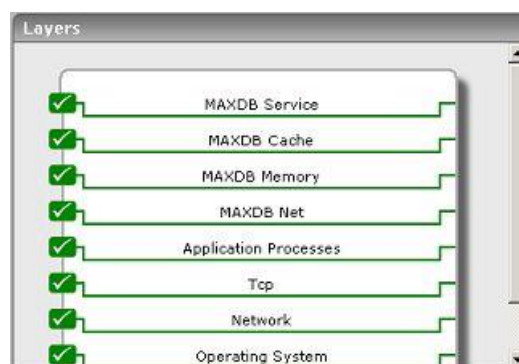 Layers
MAXDB Service
MAXDB Cache
MAXDB Memory
MAXDB Net
Application Processes
Tcp
Network
Operating System